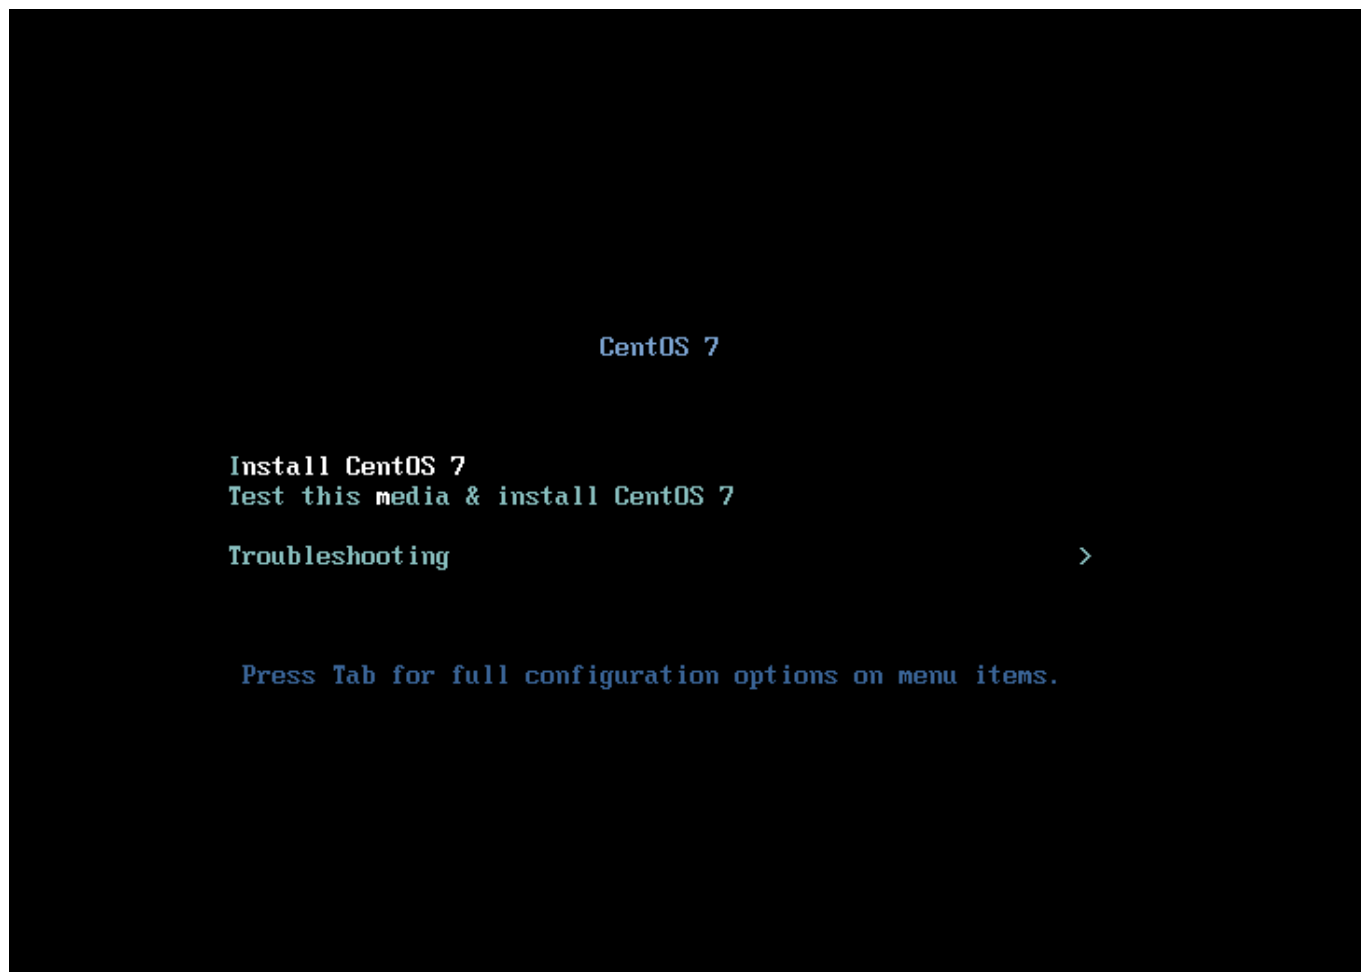 CentOS 7
Install CentOS 7
Test this media & install CentOS 7
Troubleshooting >
Press Tab for full configuration options on menu items.